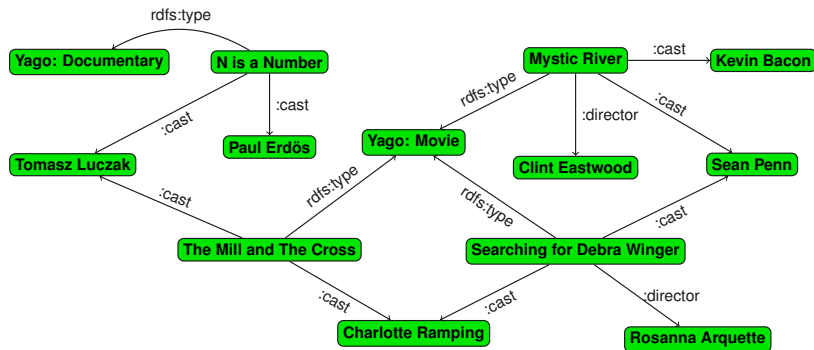 rdfs:type
Yago: Documentary
N is a Number
Mystic River
:cast
Kevin Bacon
:cast
:cast
rdfs:type
:director
:cast
Paul Erdös
Yago: Movie
Tomasz Luczak
Clint Eastwood
Sean Penn
:cast
rdfs:type
rdfs:type
:cast
The Mill and The Cross
Searching for Debra Winger
:cast
:cast
:director
Charlotte Ramping
Rosanna Arquette